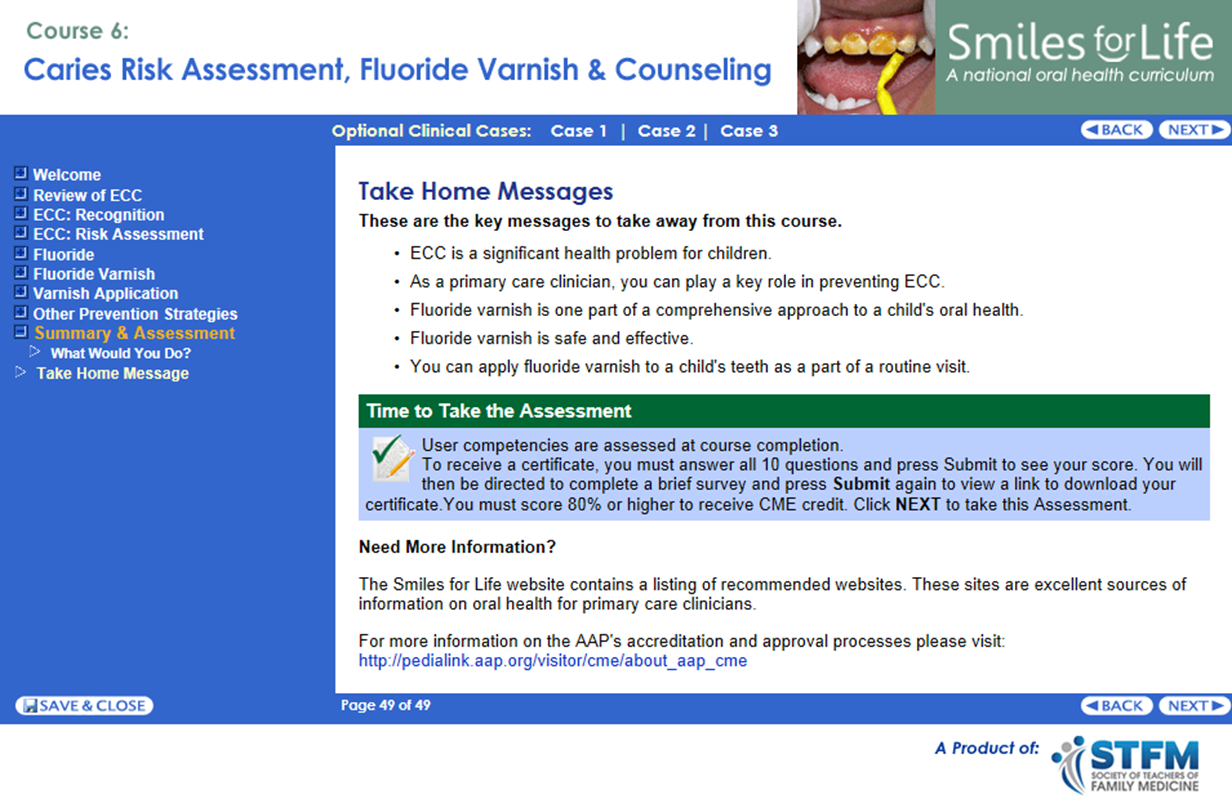 Course 6:
Caries Risk Assessment, Fluoride Varnish & Counseling
Smiles for Life
A national oral health curriculum
Optional Clinical Cases: Case 1 | Case 2 | Case 3
BACK NEXT
Welcome
Review of ECC
ECC: Recognition
ECC: Risk Assessment
Fluoride
Fluoride Varnish
Varnish Application
Other Prevention Strategies
Summary & Assessment
What Would You Do?
Take Home Message
Take Home Messages
These are the key messages to take away from this course.
• ECC is a significant health problem for children.
• As a primary care clinician, you can play a key role in preventing ECC.
• Fluoride varnish is one part of a comprehensive approach to a child's oral health.
• Fluoride varnish is safe and effective.
• You can apply fluoride varnish to a child's teeth as a part of a routine visit.
Time to Take the Assessment
User competencies are assessed at course completion.
To receive a certificate, you must answer all 10 questions and press Submit to see your score. You will
then be directed to complete a brief survey and press Submit again to view a link to download your
certificate.You must score 80% or higher to receive CME credit. Click NEXT to take this Assessment.
Need More Information?
The Smiles for Life website contains a listing of recommended websites. These sites are excellent sources of
information on oral health for primary care clinicians.
For more information on the AAP's accreditation and approval processes please visit:
http://pedialink.aap.org/visitor/cme/about_aap_cme
SAVE & CLOSE
Page 49 of 49
BACK NEXT
A Product of:
STFM
SOCIETY OF TEACHERS OF
FAMILY MEDICINE